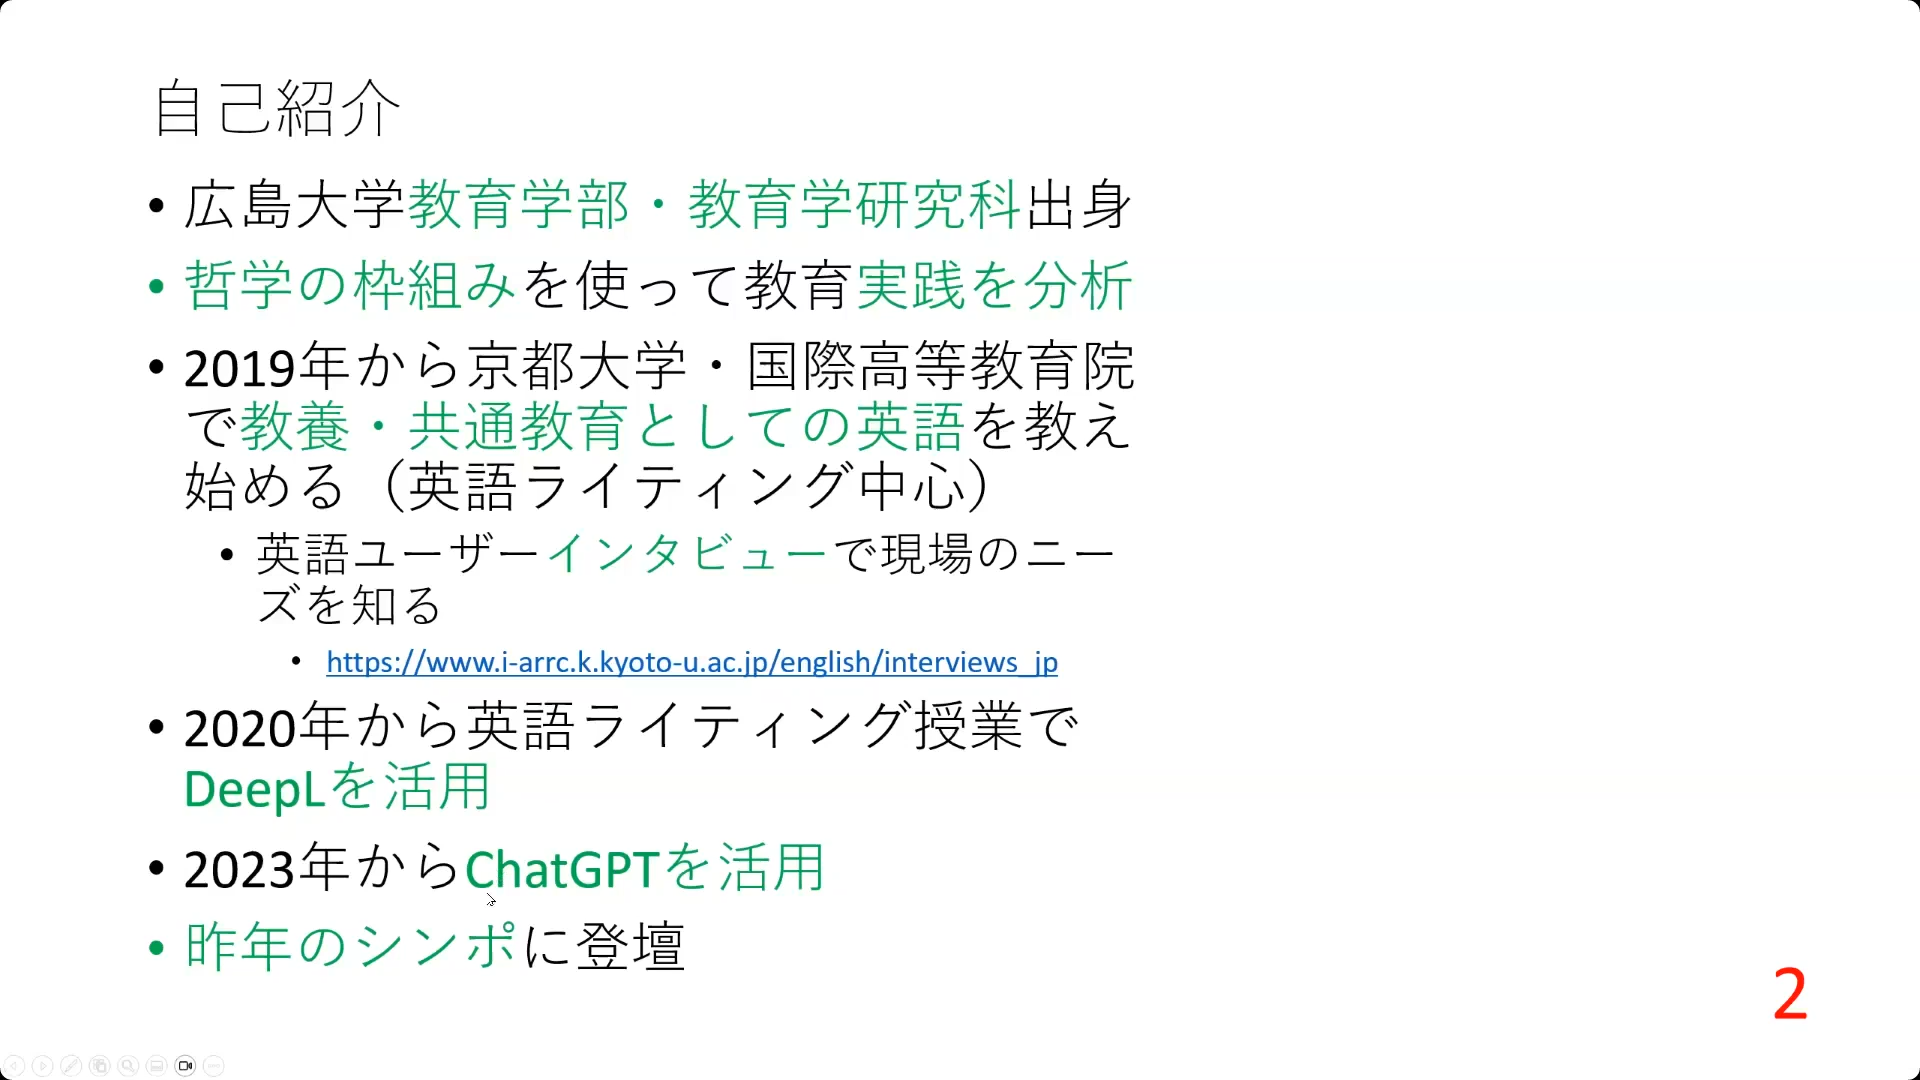 自己紹介
• 広島大学教育学部・教育学研究科出身
• 哲学の枠組みを使って教育実践を分析
• 2019年から京都大学・国際高等教育院
で教養・共通教育としての英語を教え
始める（英語ライティング中心）
• 英語ユーザーインタビューで現場のニー
ズを知る
• https://www.i-arrc.k.kyoto-u.ac.jp/english/interviews_jp
• 2020年から英語ライティング授業で
DeepLを活用
• 2023年からChatGPTを活用
• 昨年のシンポに登壇
2